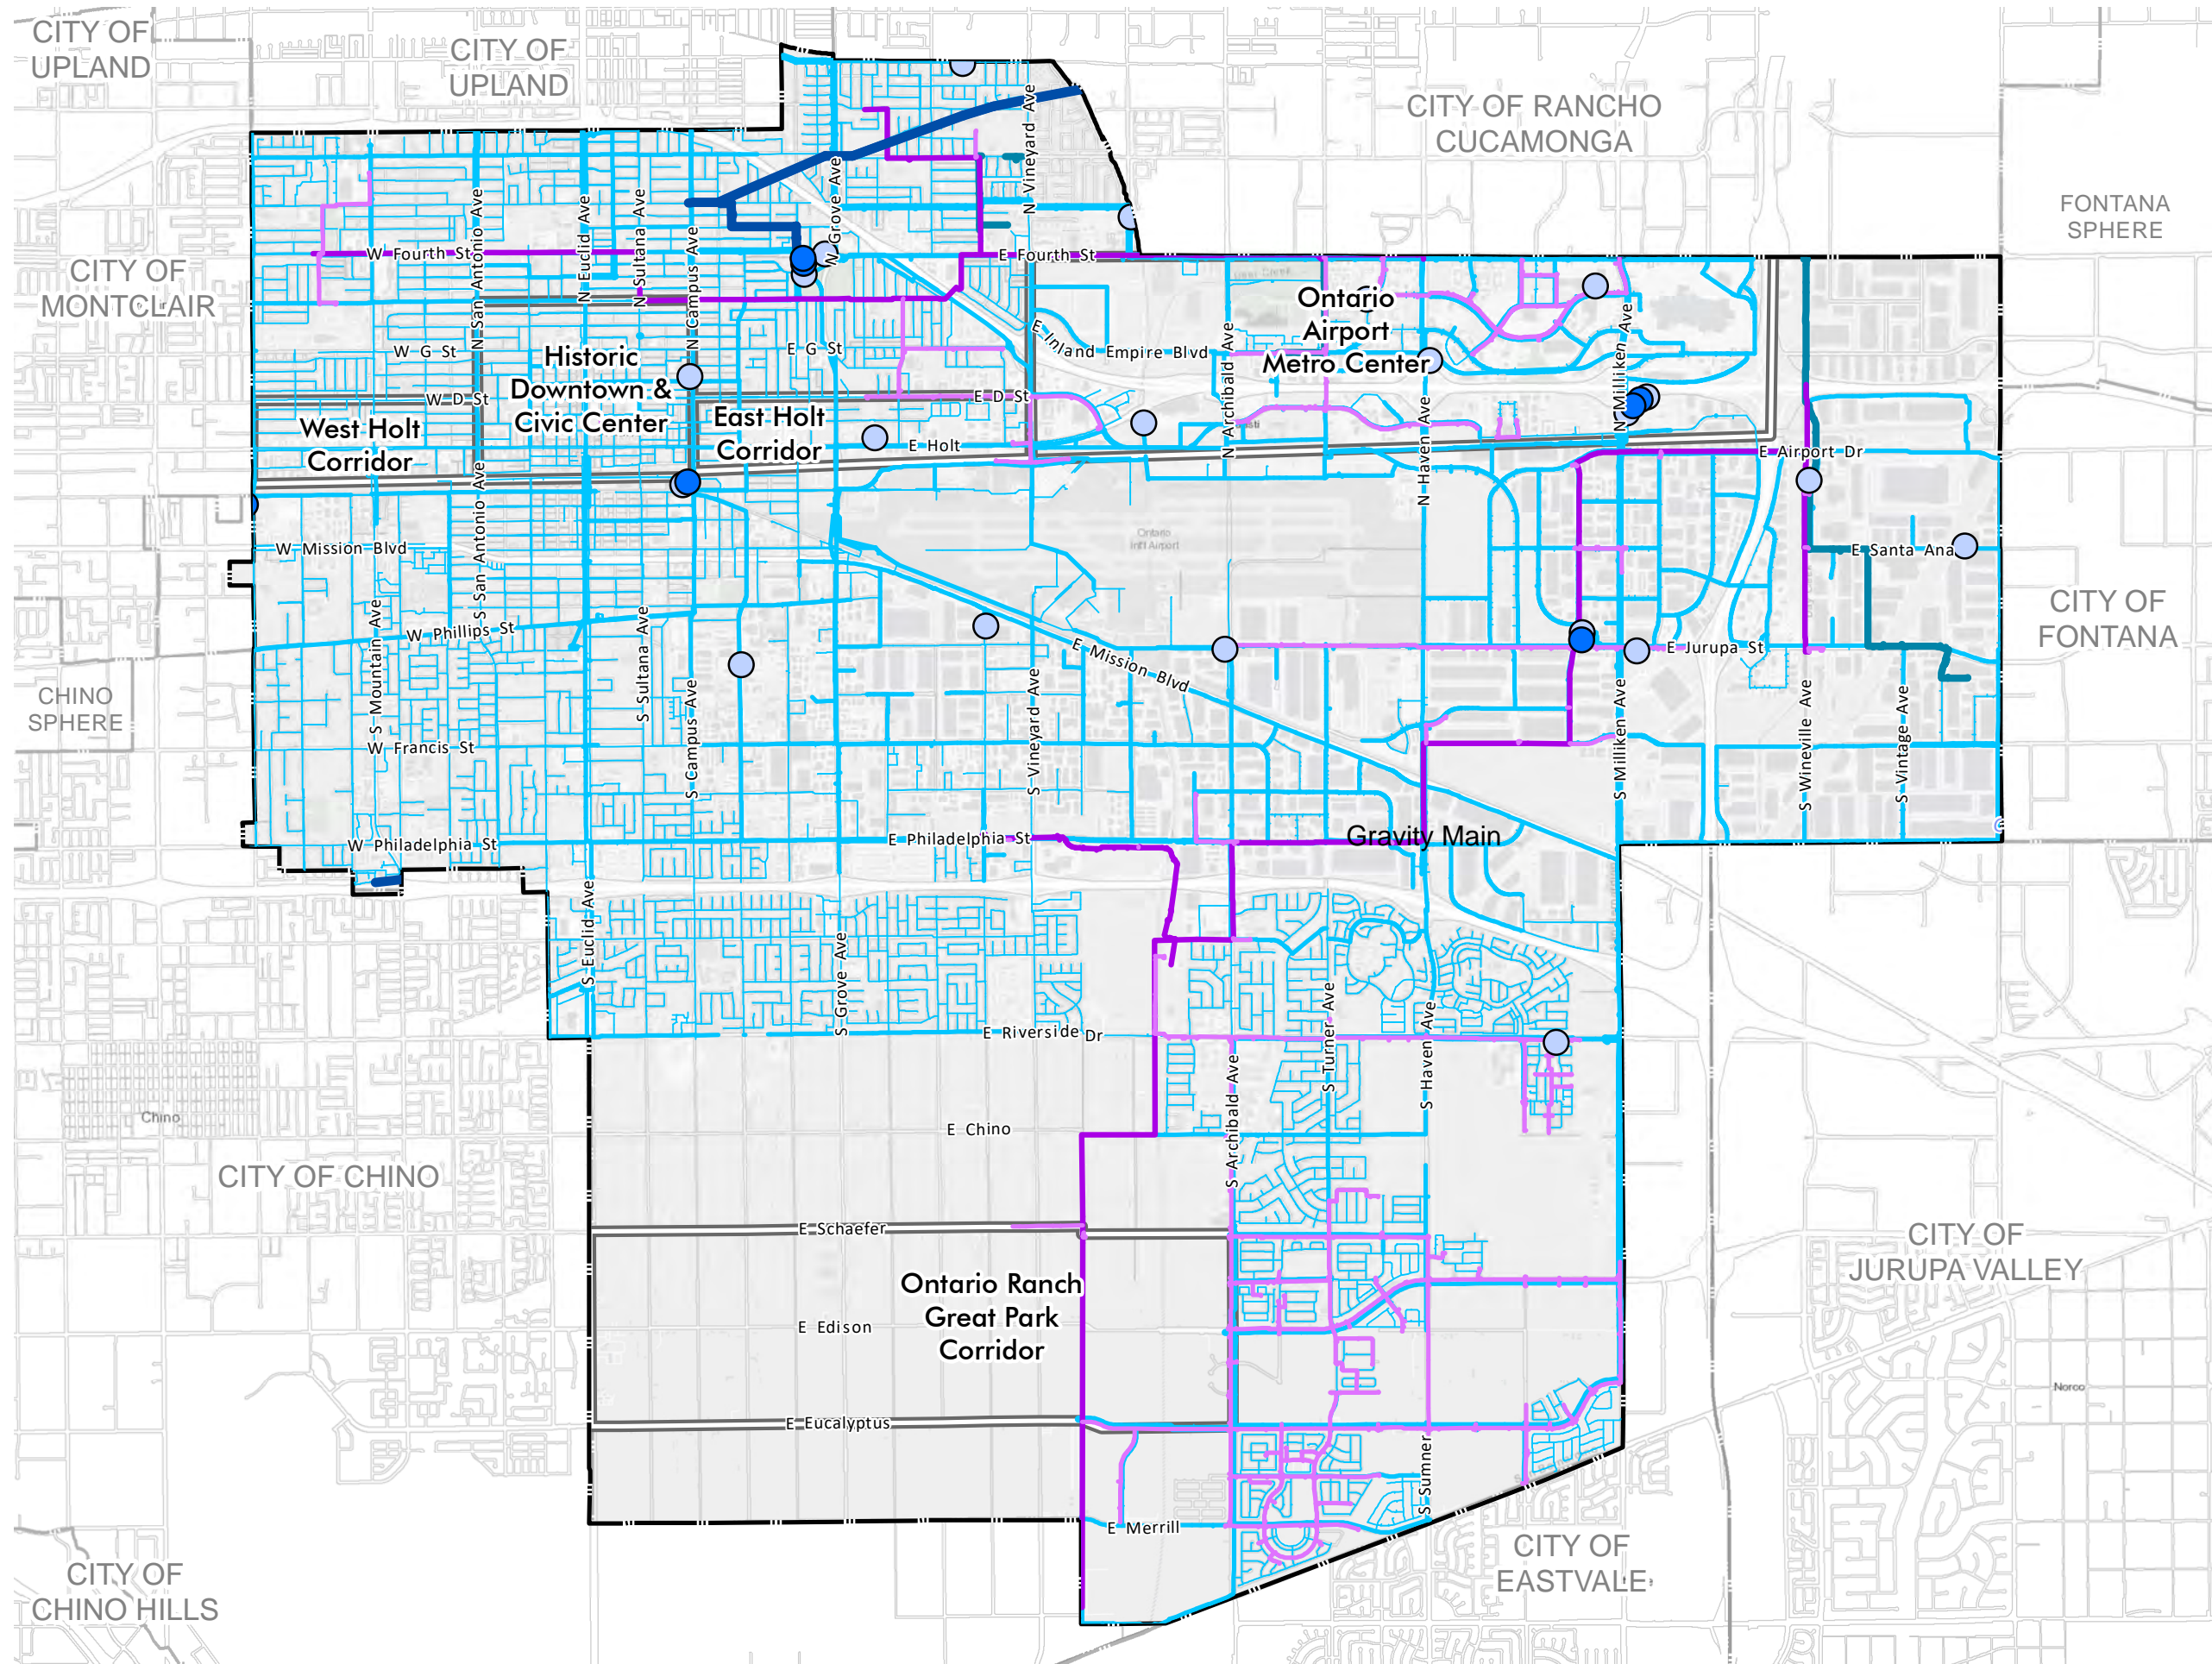 CITY OF
UPLAND
CITY OF
UPLAND
CITY OF RANCHO
CUCAMONGA
FONTANA
SPHERE
CITY OF
MONTCLAIR
CITY OF
FONTANA
CHINO
SPHERE
CITY OF CHINO
Chino
CITY OF
JURUPA VALLEY
Norco
CITY OF
EASTVALE
CITY OF
CHINO HILLS
W Fourth St
E Fourth St
W G St
E G St
W D St
E D St
E Holt
E Inland Empire Blvd
Historic
Downtown &
Civic Center
West Holt
Corridor
East Holt
Corridor
Ontario
Airport
Metro Center
N San Antonio Ave
N Euclid Ave
N Sultana Ave
N Campus Ave
N Grove Ave
N Vineyard Ave
N Archibald Ave
N Haven Ave
N Milliken Ave
E Airport Dr
Ontario
Int'l Airport
W Mission Blvd
E Santa Ana
W Phillips St
E Mission Blvd
E Jurupa St
S Mountain Ave
S San Antonio Ave
S Sultana Ave
S Campus Ave
S Vineyard Ave
S Milliken Ave
S Wineville Ave
S Vintage Ave
W Francis St
W Philadelphia St
E Philadelphia St
Gravity Main
S Euclid Ave
S Grove Ave
E Riverside Dr
S Archibald Ave
S Turner Ave
S Haven Ave
E Chino
E Schaefer
Ontario Ranch
Great Park
Corridor
E Edison
E Eucalyptus
S Sumner
E Merrill